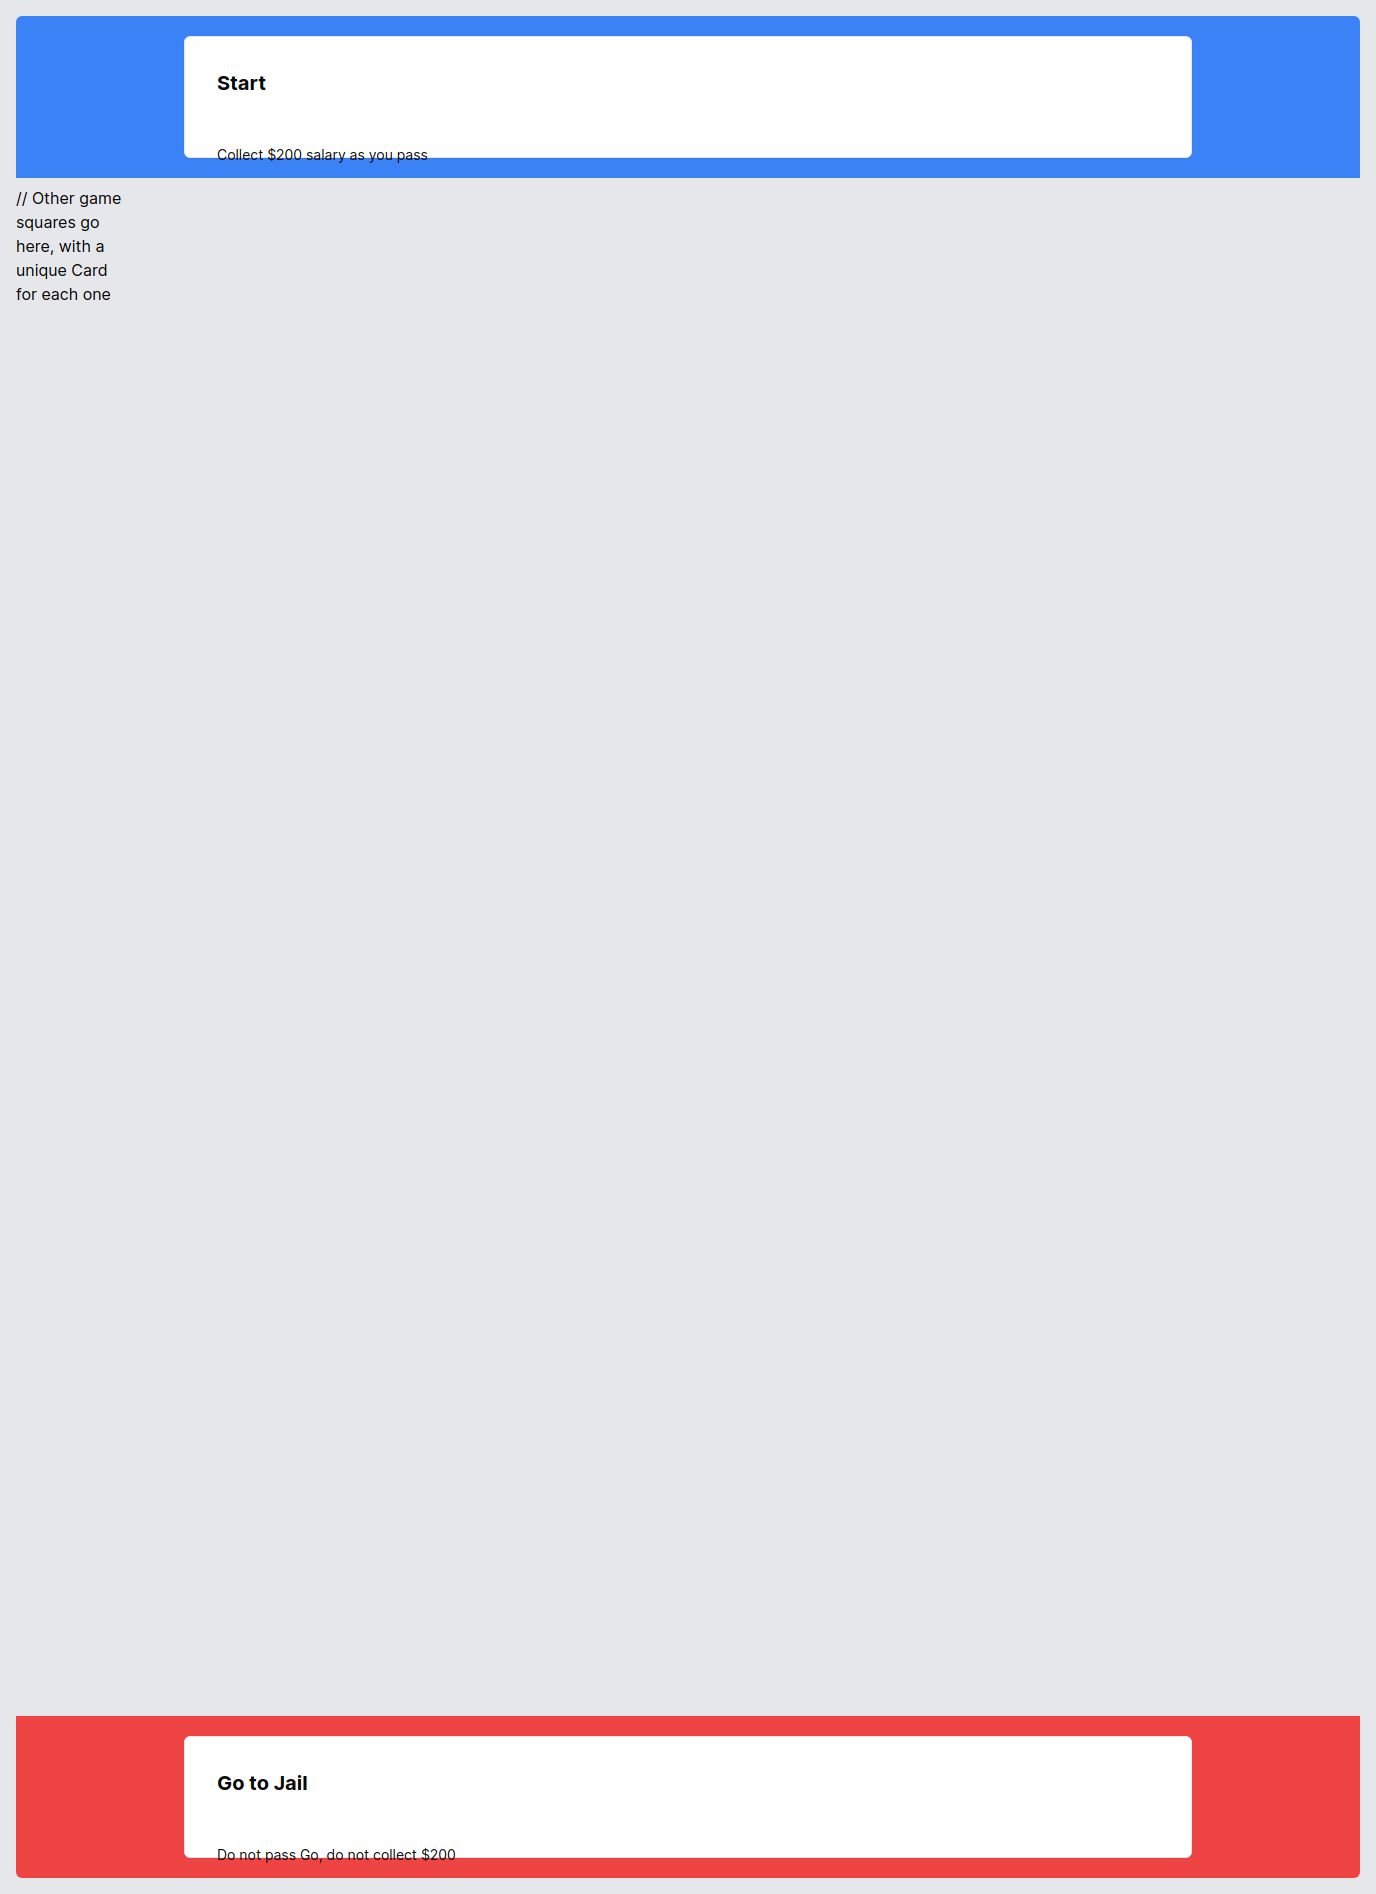 Start
Collect $200 salary as you pass
// Other game
squares go
here, with a
unique Card
for each one
Go to Jail
Do not pass Go, do not collect $200